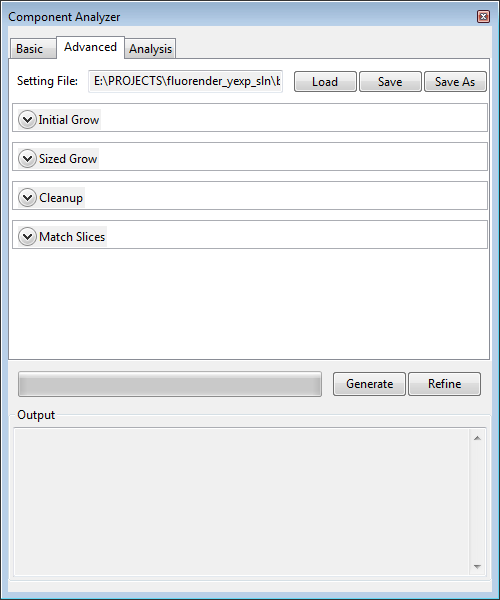 Component Analyzer
Basic Advanced Analysis
Setting File: E:\PROJECTS\fluorender_yexp_sln\b Load Save Save As
Initial Grow
Sized Grow
Cleanup
Match Slices
Generate Refine
Output